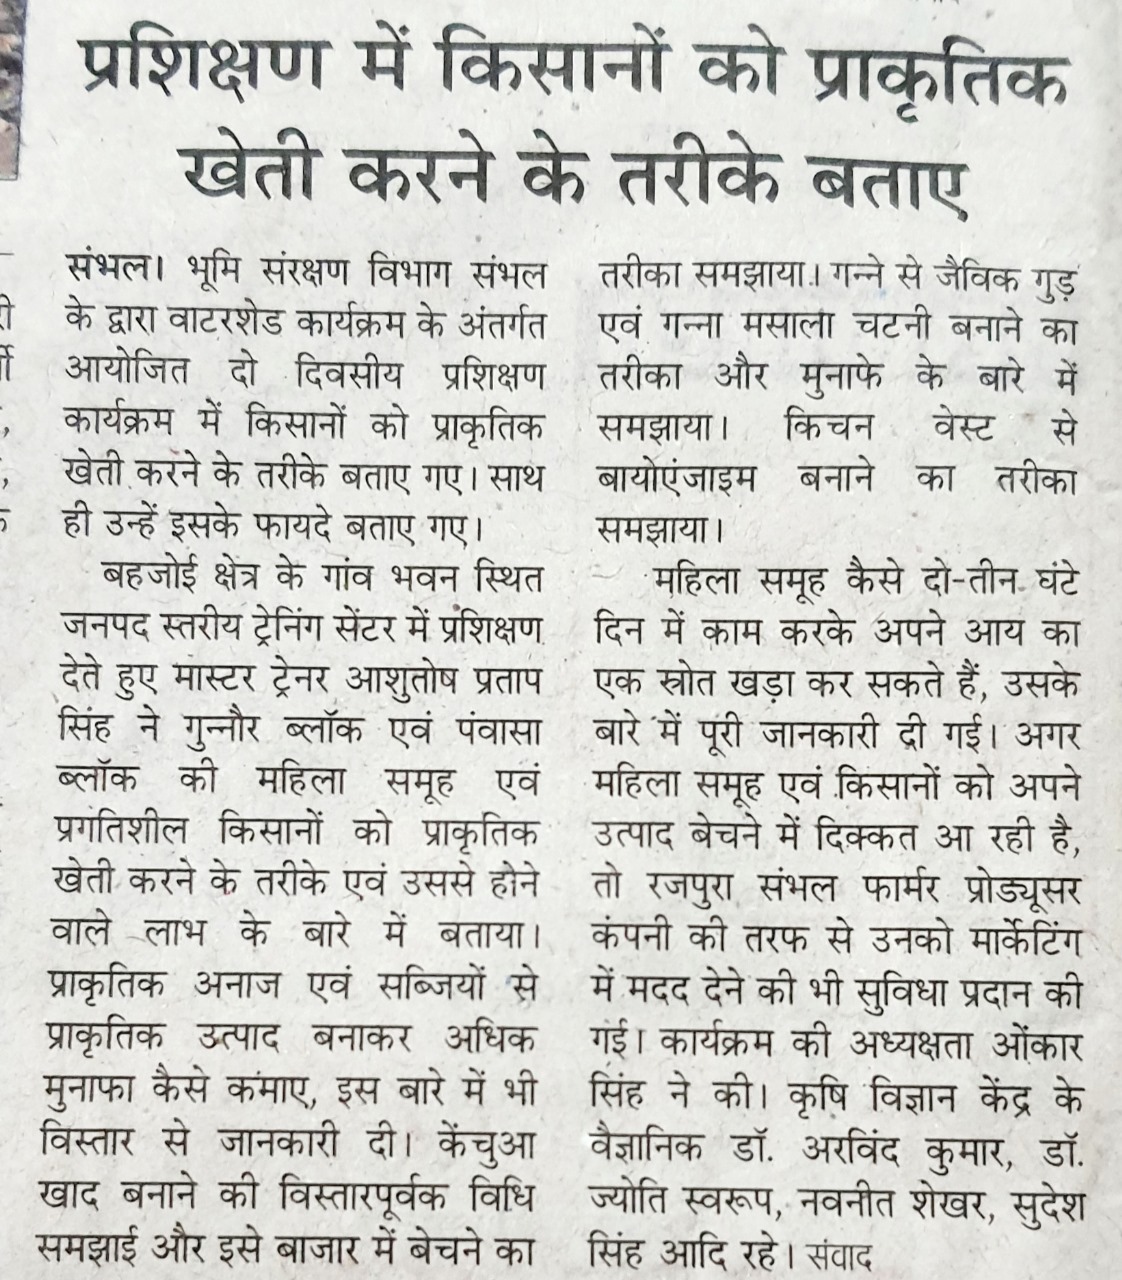 प्रशिक्षण में किसानों को प्राकृतिक
खेती करने के तरीके बताए
संभल। भूमि संरक्षण विभाग संभल
के द्वारा वाटरशेड कार्यक्रम के अंतर्गत
आयोजित दो दिवसीय प्रशिक्षण
कार्यक्रम में किसानों को प्राकृतिक
खेती करने के तरीके बताए गए। साथ
ही उन्हें इसके फायदे बताए गए।
बहजोई क्षेत्र के गांव भवन स्थित
जनपद स्तरीय ट्रेनिंग सेंटर में प्रशिक्षण
देते हुए मास्टर ट्रेनर आशुतोष प्रताप
सिंह ने गुन्नौर ब्लॉक एवं पंवासा
ब्लॉक की महिला समूह एवं
प्रगतिशील किसानों को प्राकृतिक
खेती करने के तरीके एवं उससे होने
वाले लाभ के बारे में बताया।
प्राकृतिक अनाज एवं सब्जियों से
प्राकृतिक उत्पाद बनाकर अधिक
मुनाफा कैसे कमाए, इस बारे में भी
विस्तार से जानकारी दी। केंचुआ
खाद बनाने की विस्तारपूर्वक विधि
समझाई और इसे बाजार में बेचने का
तरीका समझाया। गन्ने से जैविक गुड़
एवं गन्ना मसाला चटनी बनाने का
तरीका और मुनाफे के बारे में
समझाया। किचन वेस्ट से
बायोएंजाइम बनाने का तरीका
समझाया।
महिला समूह कैसे दो-तीन घंटे
दिन में काम करके अपने आय का
एक स्रोत खड़ा कर सकते हैं, उसके
बारे में पूरी जानकारी दी गई। अगर
महिला समूह एवं किसानों को अपने
उत्पाद बेचने में दिक्कत आ रही है,
तो रजपुरा संभल फार्मर प्रोड्यूसर
कंपनी की तरफ से उनको मार्केटिंग
में मदद देने की भी सुविधा प्रदान की
गई। कार्यक्रम की अध्यक्षता ओंकार
सिंह ने की। कृषि विज्ञान केंद्र के
वैज्ञानिक डॉ. अरविंद कुमार, डॉ.
ज्योति स्वरूप, नवनीत शेखर, सुदेश
सिंह आदि रहे। संवाद